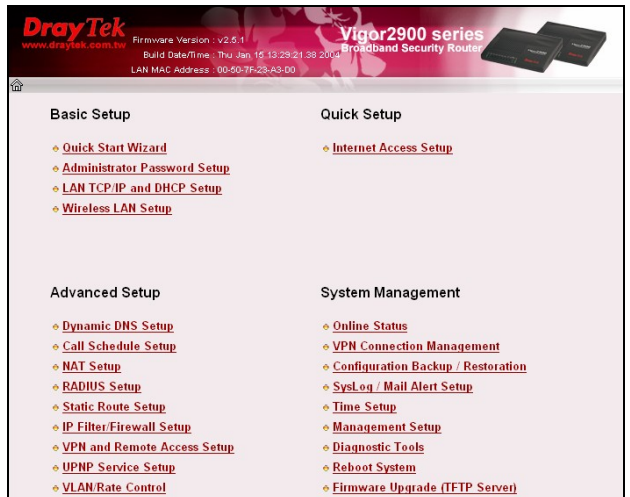 DrayTek
www.draytek.com.tw
Firmware Version : v2.5.1
Build Date/Time : Thu Jan 15 13:29:21.38 2004
LAN MAC Address : 00-50-7F-23-A3-D0
Vigor2900 series
Broadband Security Router
Basic Setup
Quick Start Wizard
Administrator Password Setup
LAN TCP/IP and DHCP Setup
Wireless LAN Setup
Quick Setup
Internet Access Setup
Advanced Setup
Dynamic DNS Setup
Call Schedule Setup
NAT Setup
RADIUS Setup
Static Route Setup
IP Filter/Firewall Setup
VPN and Remote Access Setup
UPNP Service Setup
VLAN/Rate Control
System Management
Online Status
VPN Connection Management
Configuration Backup / Restoration
SysLog / Mail Alert Setup
Time Setup
Management Setup
Diagnostic Tools
Reboot System
Firmware Upgrade (TFTP Server)